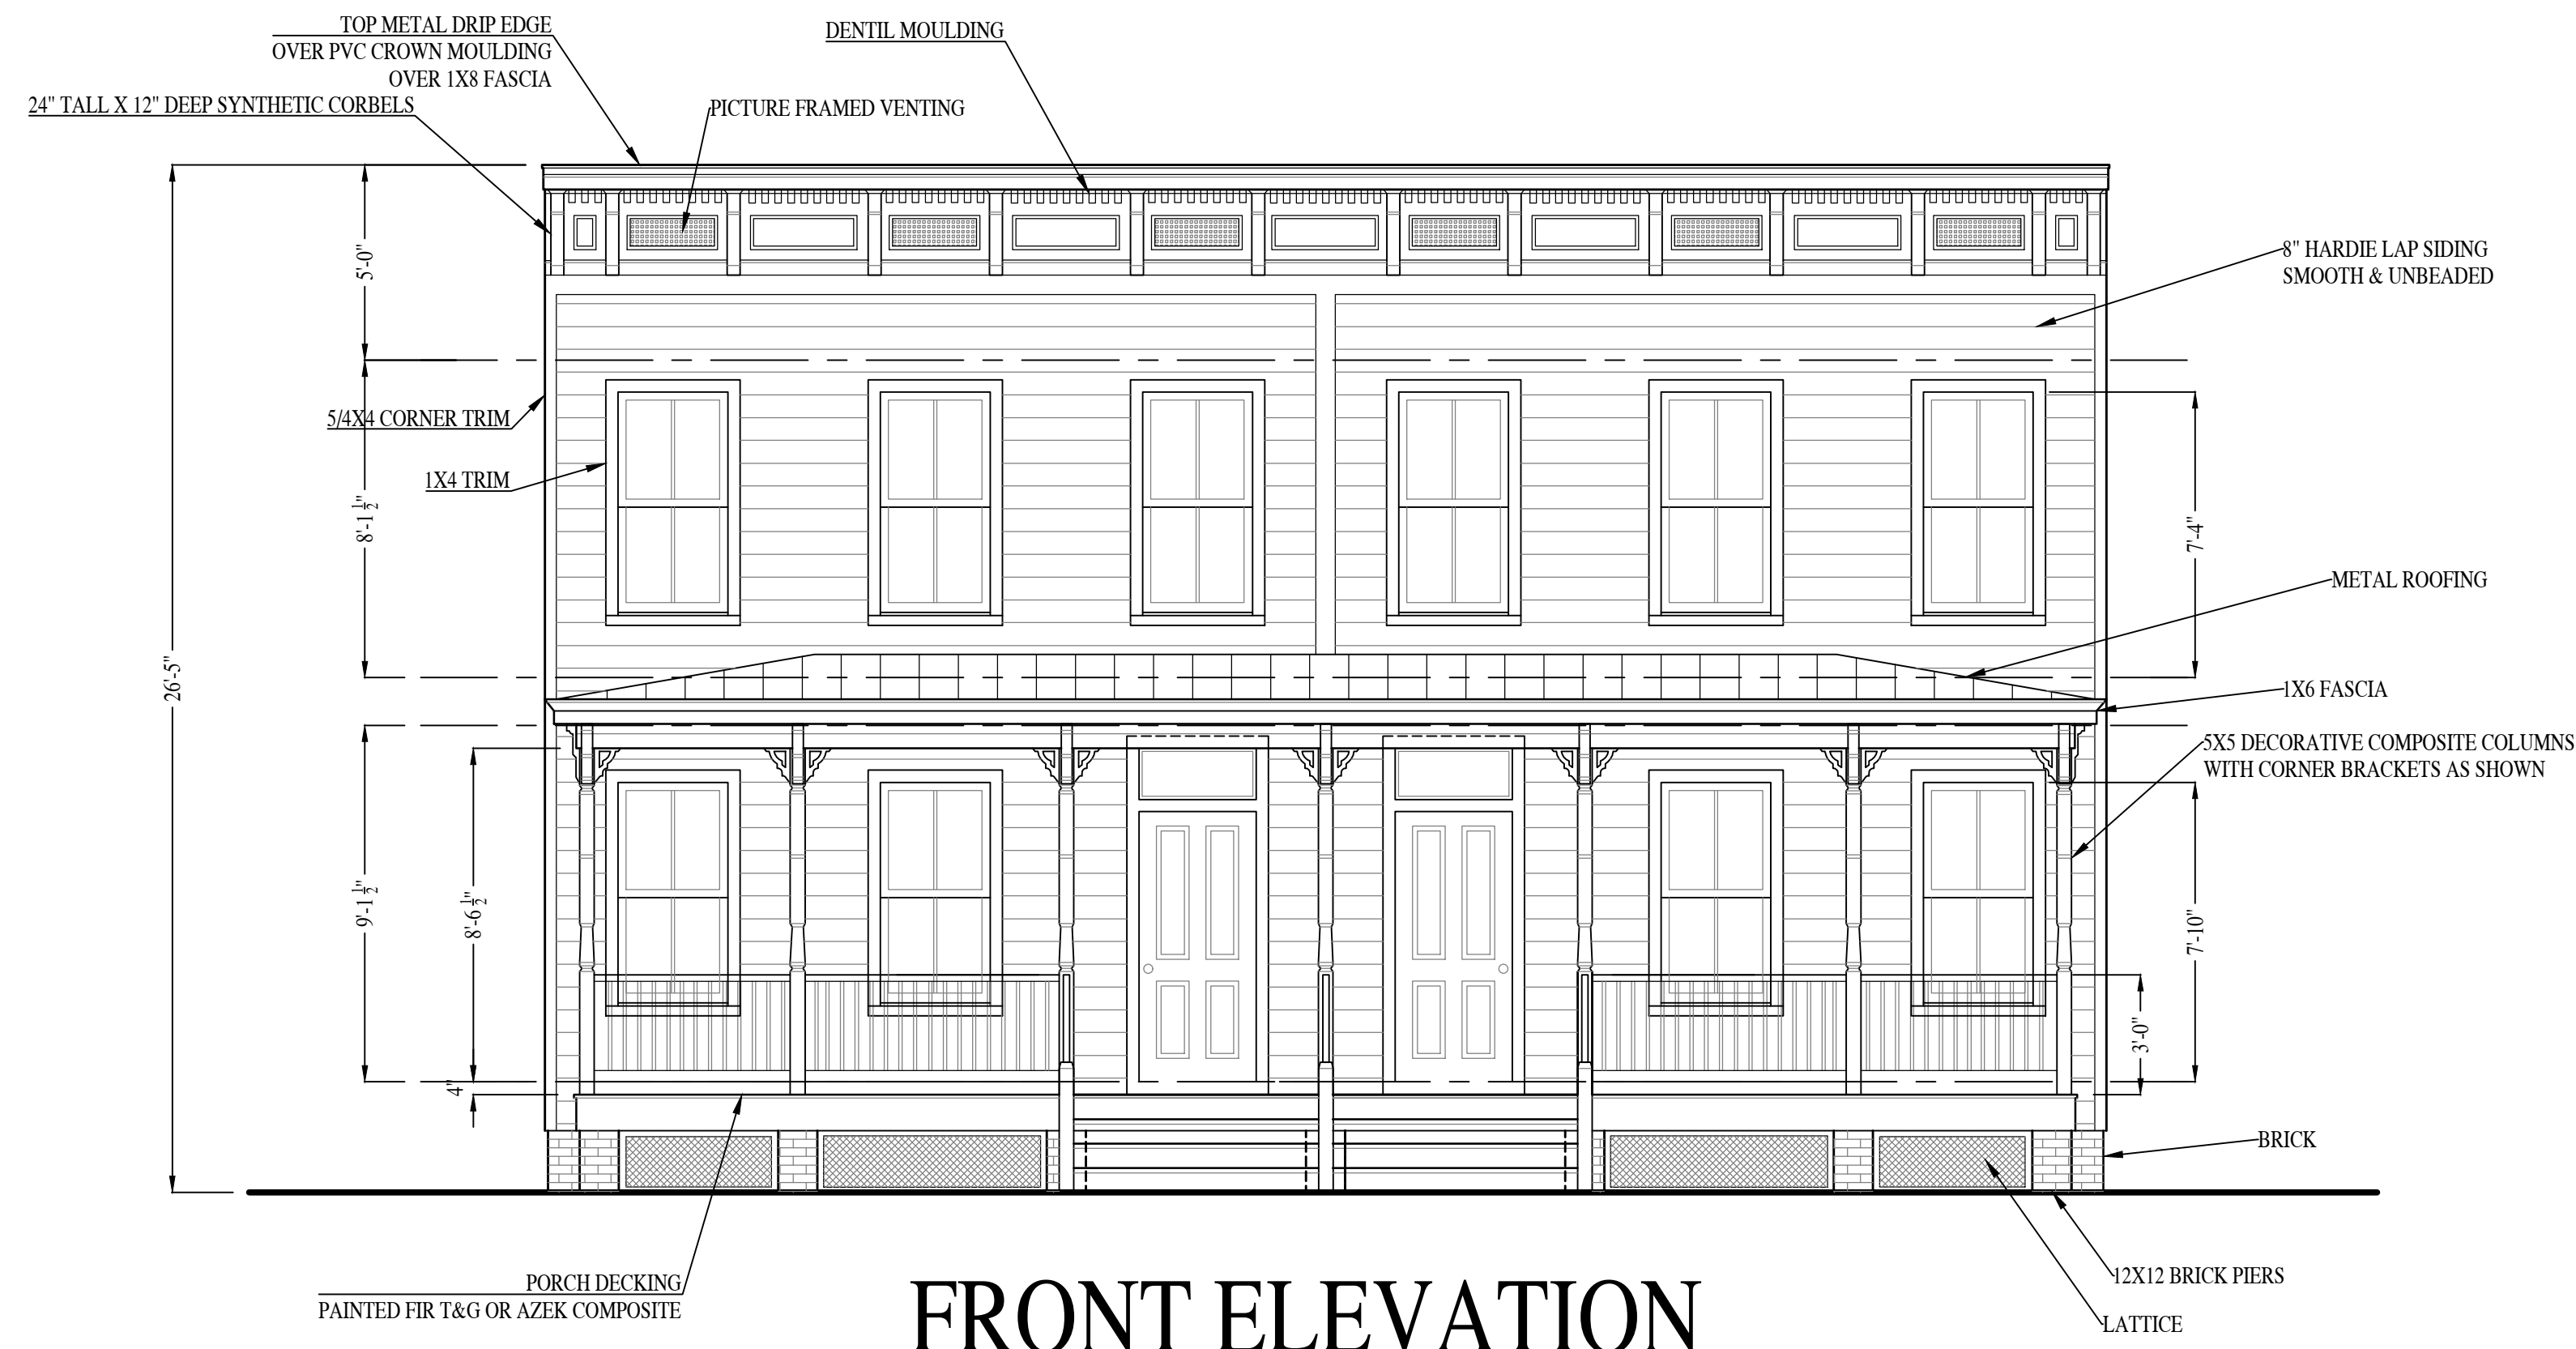 TOP METAL DRIP EDGE
OVER PVC CROWN MOULDING
OVER 1X8 FASCIA
DENTIL MOULDING
24" TALL X 12" DEEP SYNTHETIC CORBELS
PICTURE FRAMED VENTING
8" HARDIE LAP SIDING
SMOOTH & UNBEADED
5'-0"
5/4X4 CORNER TRIM
1X4 TRIM
8'-1 1/2"
7'-4"
METAL ROOFING
26'-5"
1X6 FASCIA
5X5 DECORATIVE COMPOSITE COLUMNS
WITH CORNER BRACKETS AS SHOWN
9'-1 1/2"
8'-6 1/2"
7'-10"
3'-0"
4"
BRICK
PORCH DECKING
PAINTED FIR T&G OR AZEK COMPOSITE
12X12 BRICK PIERS
LATTICE
FRONT ELEVATION